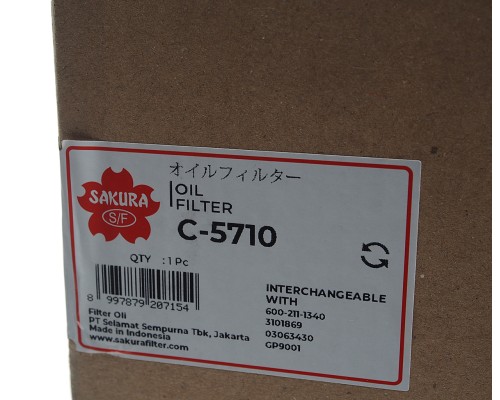 オイルフィルター
SAKURA
S/F
OIL
FILTER
C-5710
QTY : 1 Pc
8 997879 207154
Filter Oli
PT Selamat Sempurna Tbk, Jakarta
Made in Indonesia
www.sakurafilter.com
INTERCHANGEABLE
WITH
600-211-1340
3101869
03063430
GP9001